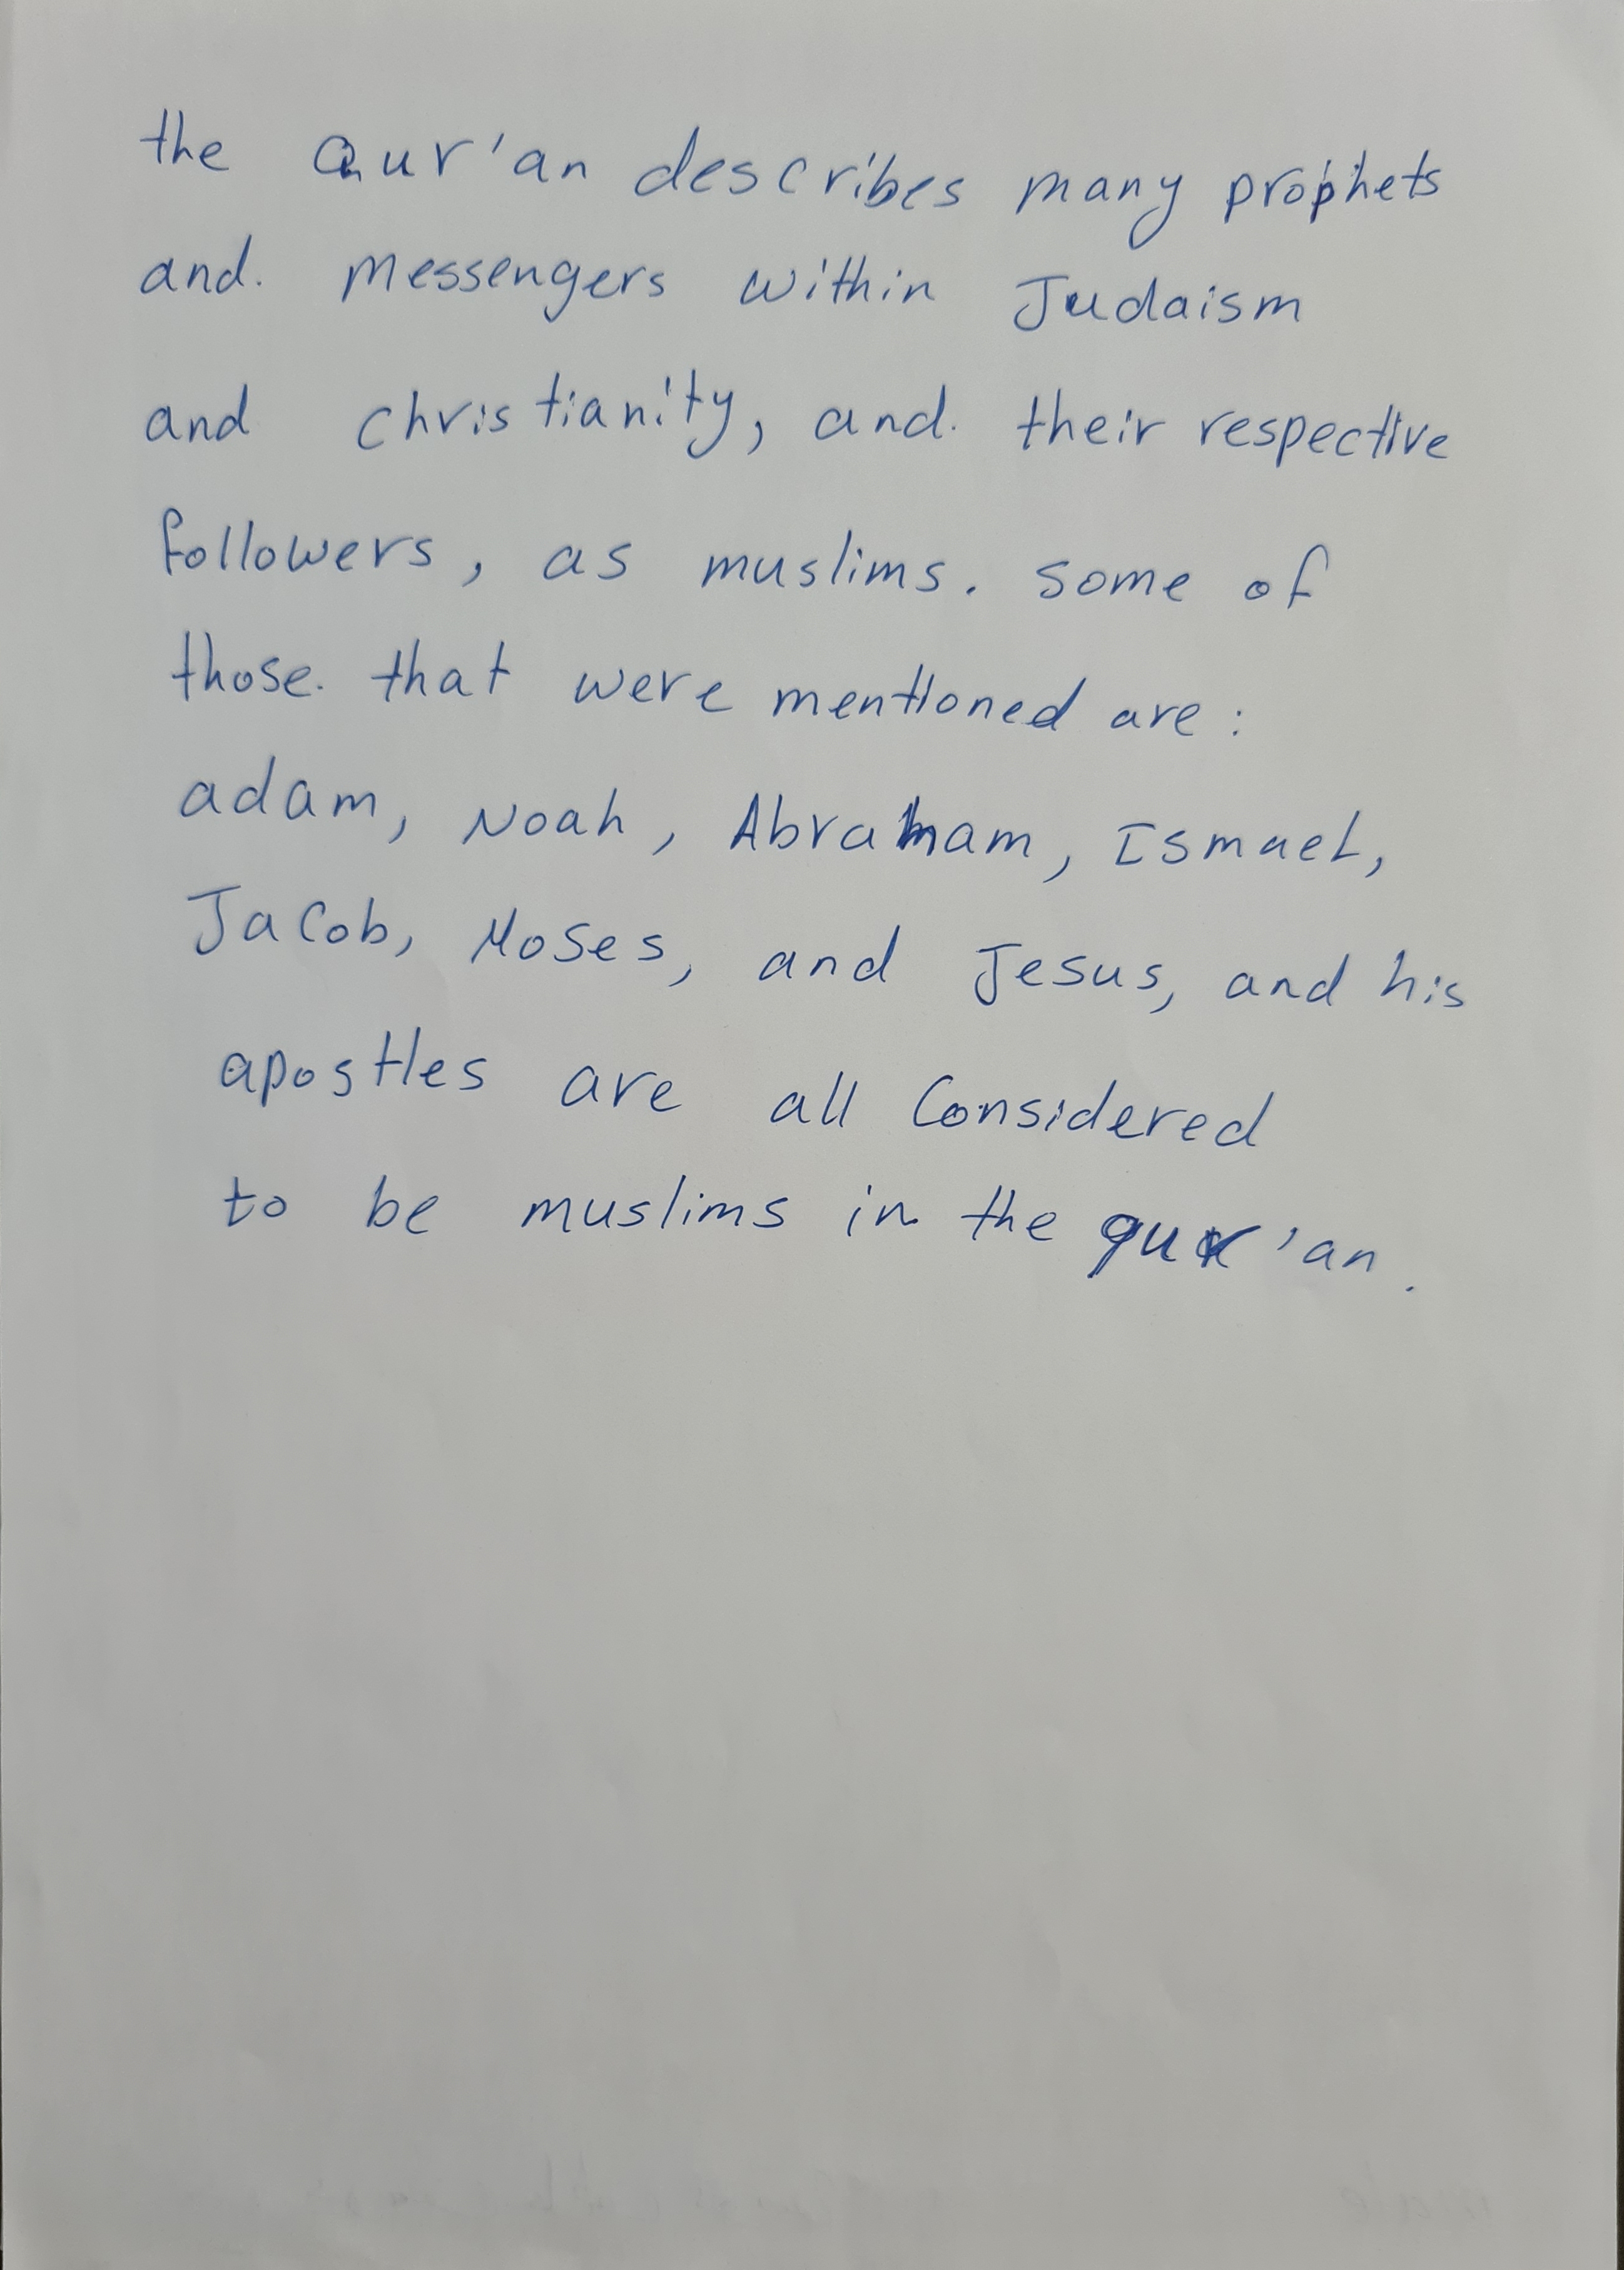 the Qur'an describes many prophets
and. messengers within Judaism
and christianity, and. their respective
followers, as muslims. some of
those. that were mentioned are:
adam, Noah, Abraham, Ismael,
Jacob, Moses, and Jesus, and his
apostles are all Considered
to be muslims in the qur'an.